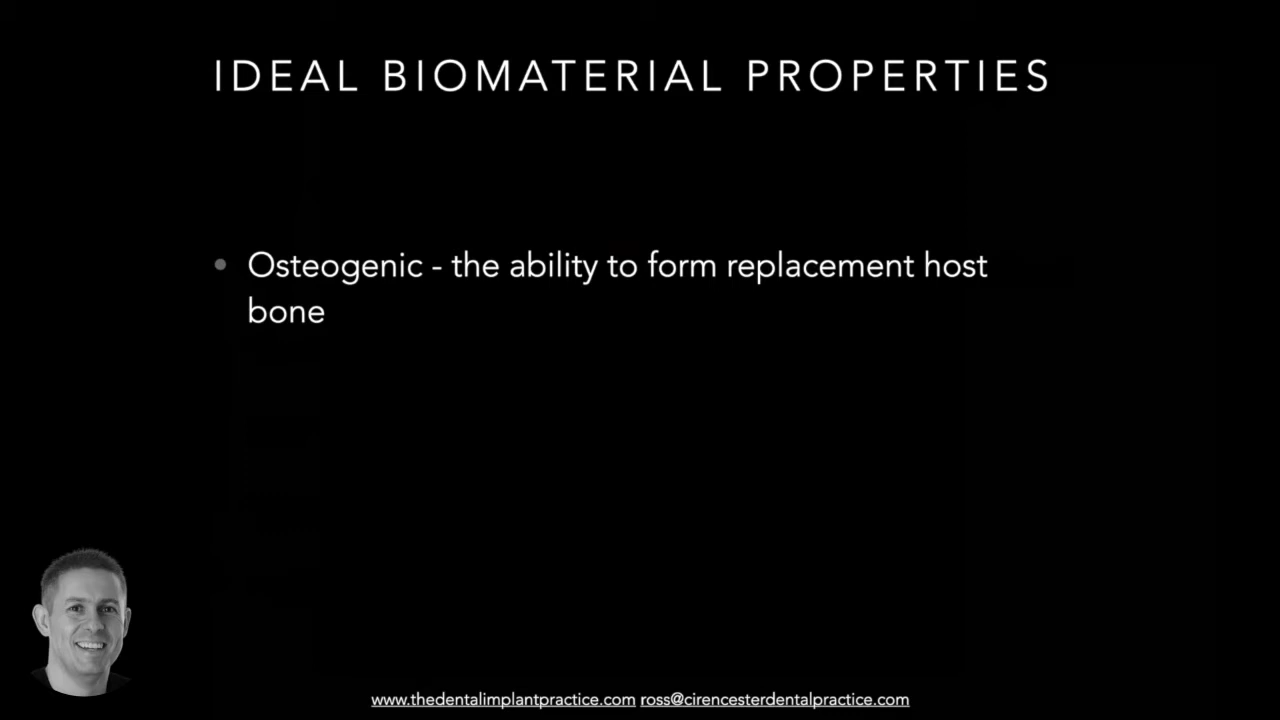 IDEAL BIOMATERIAL PROPERTIES
• Osteogenic - the ability to form replacement host
bone
www.thedentalimplantpractice.com ross@cirencesterdentalpractice.com